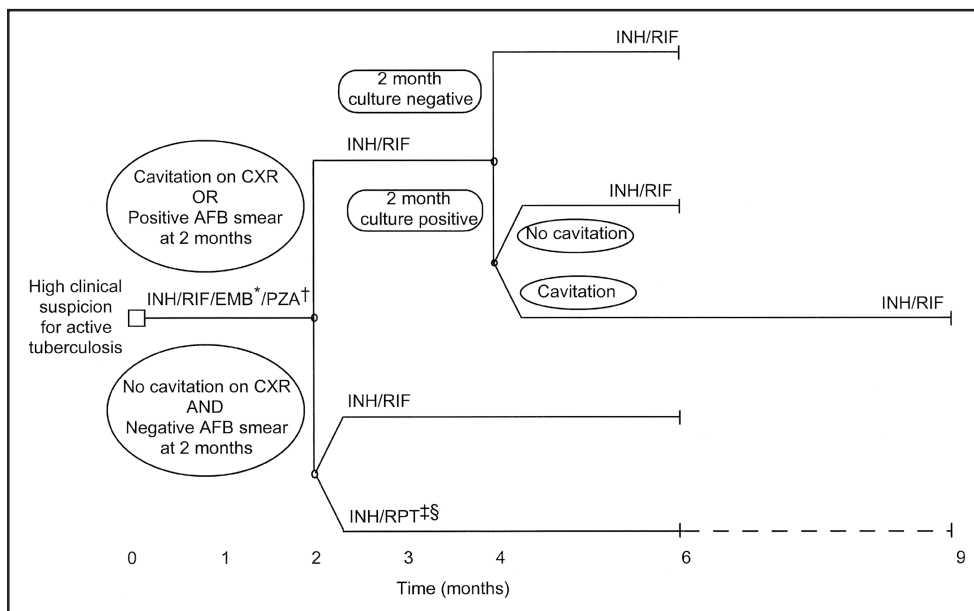 INH/RIF
2 month
culture negative
INH/RIF
Cavitation on CXR
OR
Positive AFB smear
at 2 months
2 month
culture positive
INH/RIF
No cavitation
Cavitation
INH/RIF
High clinical
suspicion
for active
tuberculosis
INH/RIF/EMB*/PZA†
No cavitation on CXR
AND
Negative AFB smear
at 2 months
INH/RIF
INH/RPT‡§
0 1 2 3 4 6 9
Time (months)